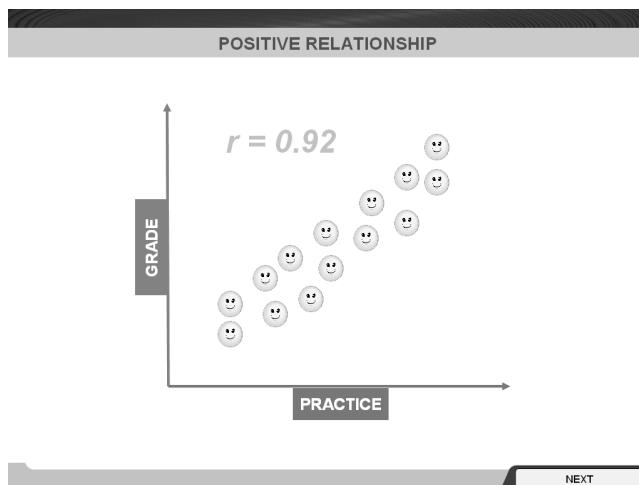 POSITIVE RELATIONSHIP
r = 0.92
GRADE
PRACTICE
NEXT